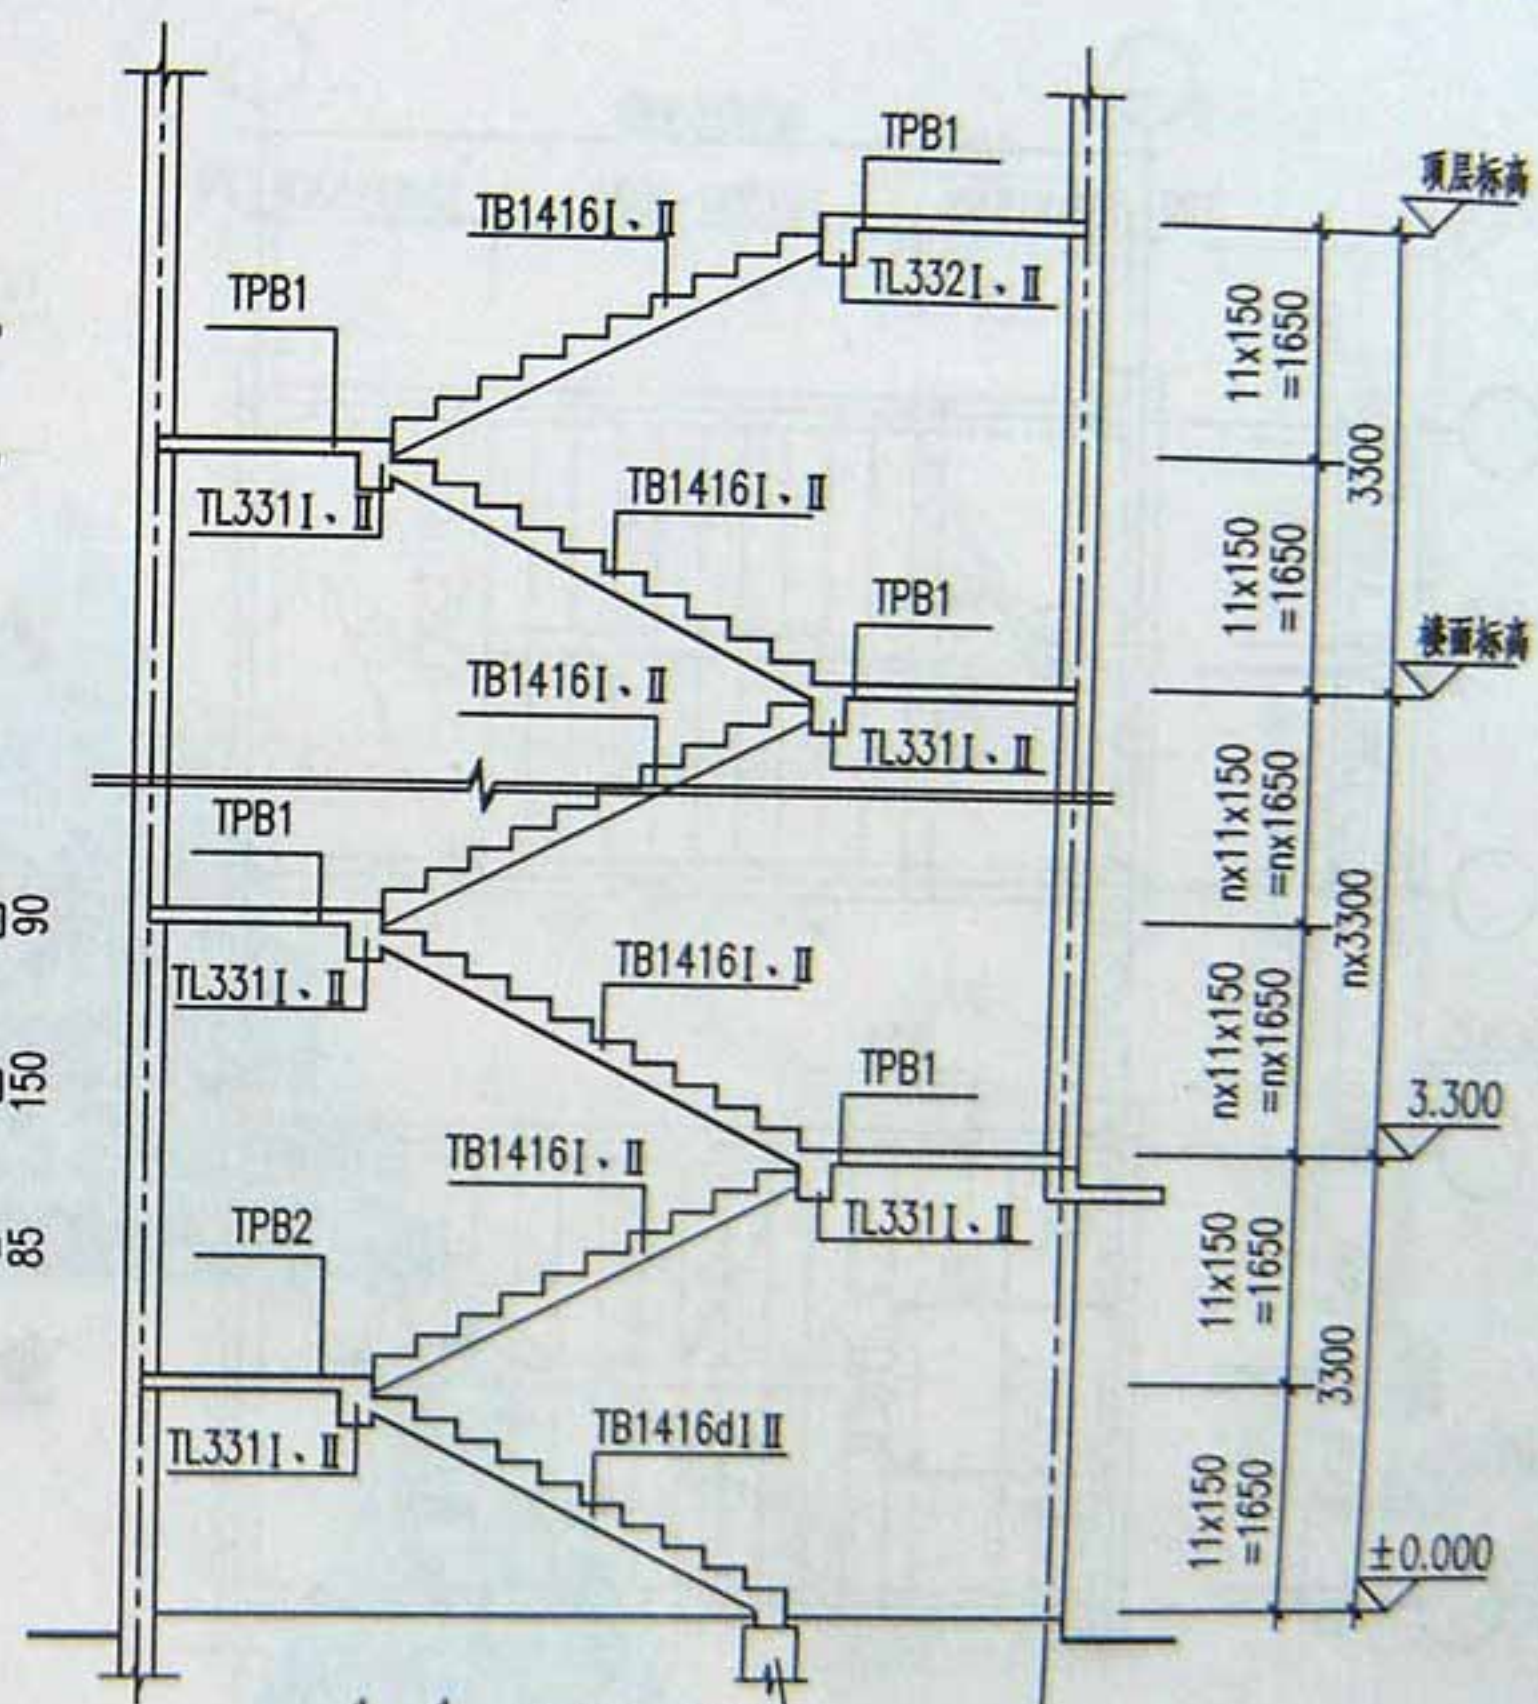 TPB1
顶层标高
TB1416Ⅰ、Ⅱ
TPB1
TL332Ⅰ、Ⅱ
11x150
=1650
3300
TL331Ⅰ、Ⅱ
TB1416Ⅰ、Ⅱ
11x150
=1650
TPB1
楼面标高
TB1416Ⅰ、Ⅱ
TL331Ⅰ、Ⅱ
TPB1
nx11x150
=nx1650
90
nx3300
TL331Ⅰ、Ⅱ
TB1416Ⅰ、Ⅱ
nx11x150
=nx1650
150
TPB1
3.300
TB1416Ⅰ、Ⅱ
TPB2
TL331Ⅰ、Ⅱ
85
11x150
=1650
3300
TL331Ⅰ、Ⅱ
TB1416dⅠⅡ
11x150
=1650
±0.000